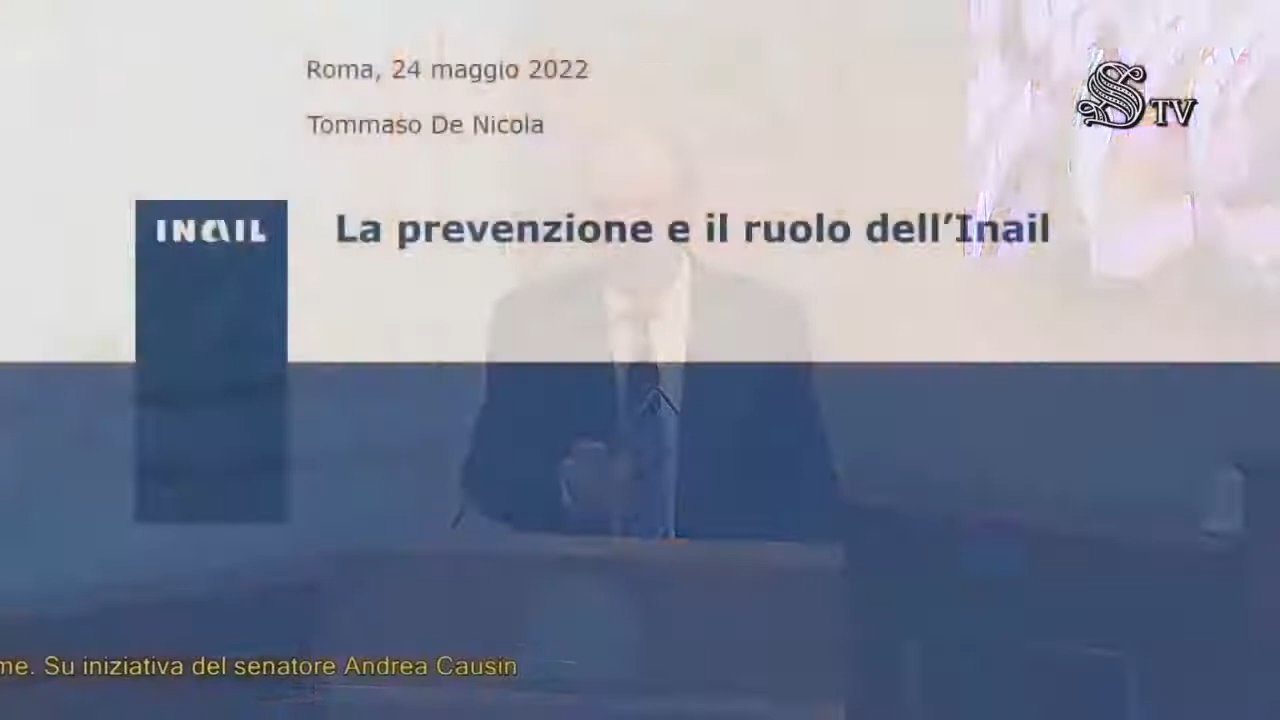 Roma, 24 maggio 2022
Tommaso De Nicola
S TV
INAIL
La prevenzione e il ruolo dell’Inail
me. Su iniziativa del senatore Andrea Causin